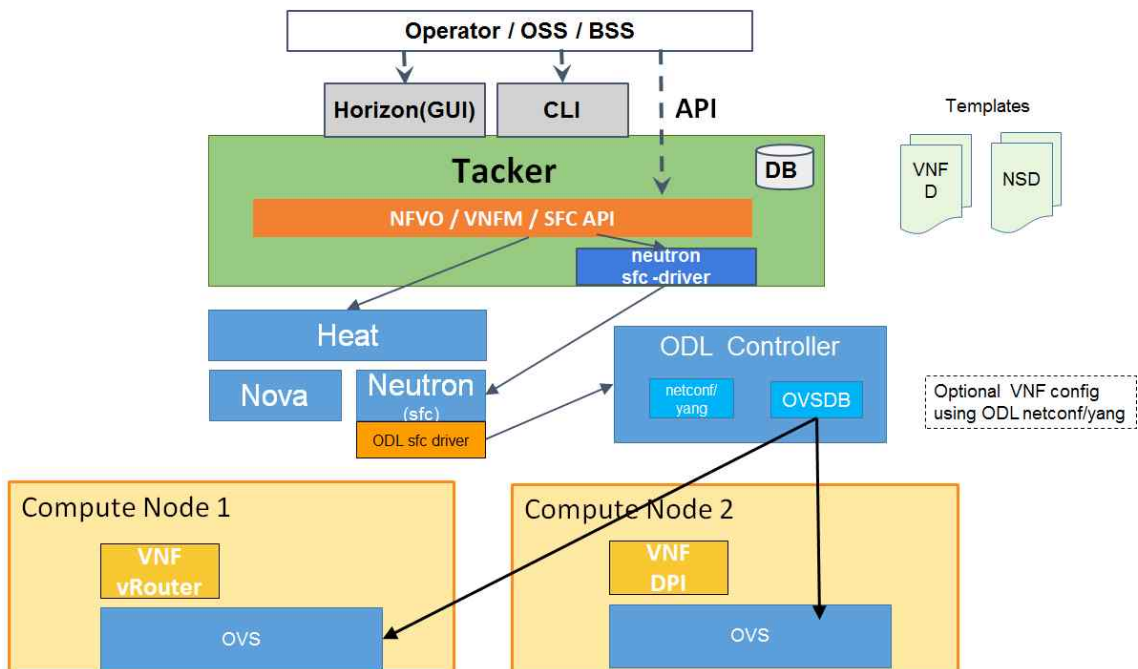 Operator / OSS / BSS
Horizon(GUI)
CLI
API
Templates
Tacker
DB
VNF
D
NSD
NFVO / VNFM / SFC API
neutron
sfc -driver
Heat
ODL Controller
Nova
Neutron
(sfc)
netconf/
yang
OVSDB
Optional VNF config
using ODL netconf/yang
ODL sfc driver
Compute Node 1
Compute Node 2
VNF
vRouter
VNF
DPI
OVS
OVS